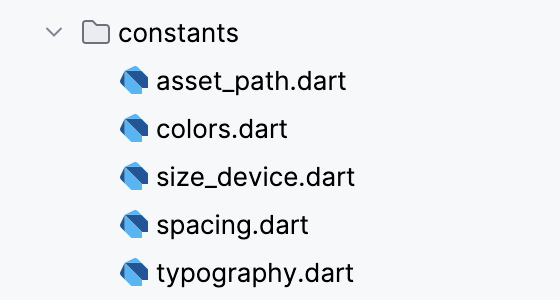 constants
asset_path.dart
colors.dart
size_device.dart
spacing.dart
typography.dart